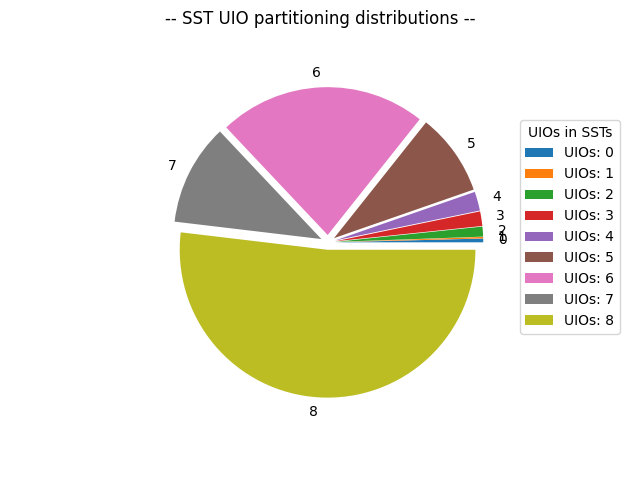 -- SST UIO partitioning distributions --
6
5
7
4
3
2
1
0
8
UIOs in SSTs
UIOs: 0
UIOs: 1
UIOs: 2
UIOs: 3
UIOs: 4
UIOs: 5
UIOs: 6
UIOs: 7
UIOs: 8